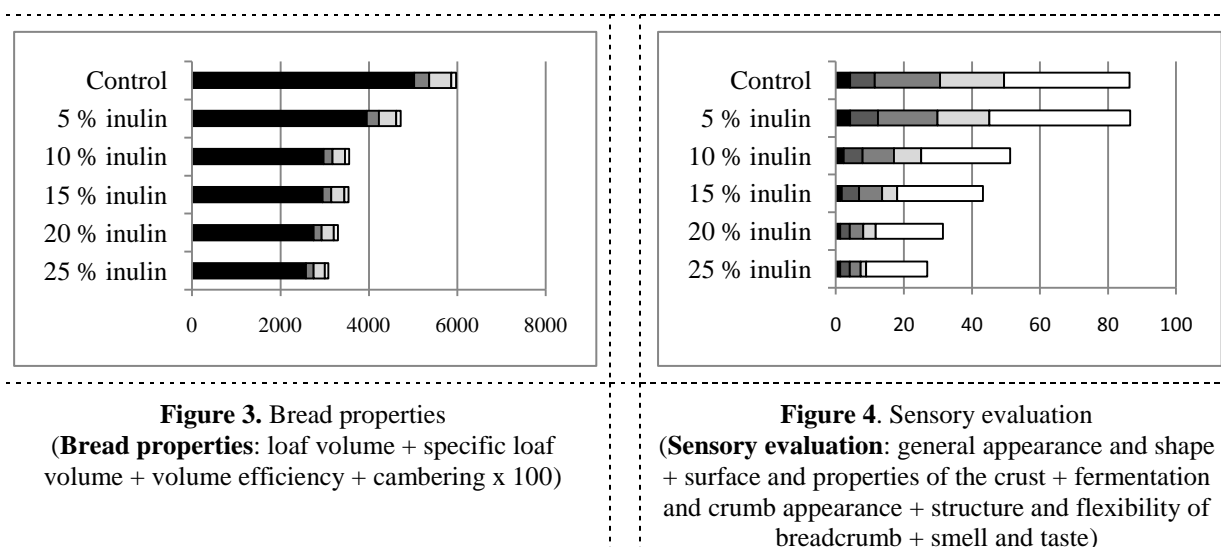 Control
5 % inulin
10 % inulin
15 % inulin
20 % inulin
25 % inulin
0 2000 4000 6000 8000
Figure 3. Bread properties
(Bread properties: loaf volume + specific loaf
volume + volume efficiency + cambering x 100)
Control
5 % inulin
10 % inulin
15 % inulin
20 % inulin
25 % inulin
0 20 40 60 80 100
Figure 4. Sensory evaluation
(Sensory evaluation: general appearance and shape
+ surface and properties of the crust + fermentation
and crumb appearance + structure and flexibility of
breadcrumb + smell and taste)